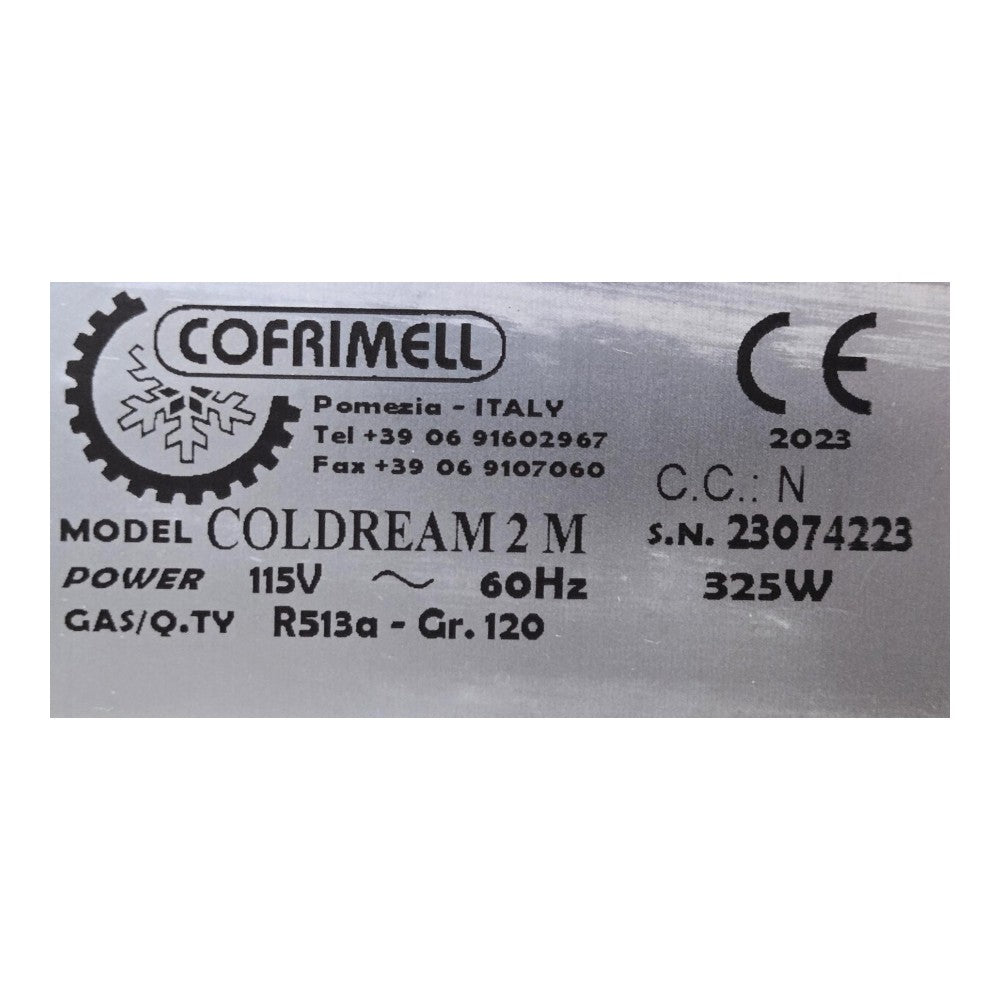 COFRIMELL
Pomezia - ITALY
Tel +39 06 91602967
Fax +39 06 9107060
CE
2023
C.C.: N
MODEL COLDREAM 2 M
S.N. 23074223
POWER 115V ~ 60Hz 325W
GAS/Q.TY R513a - Gr. 120